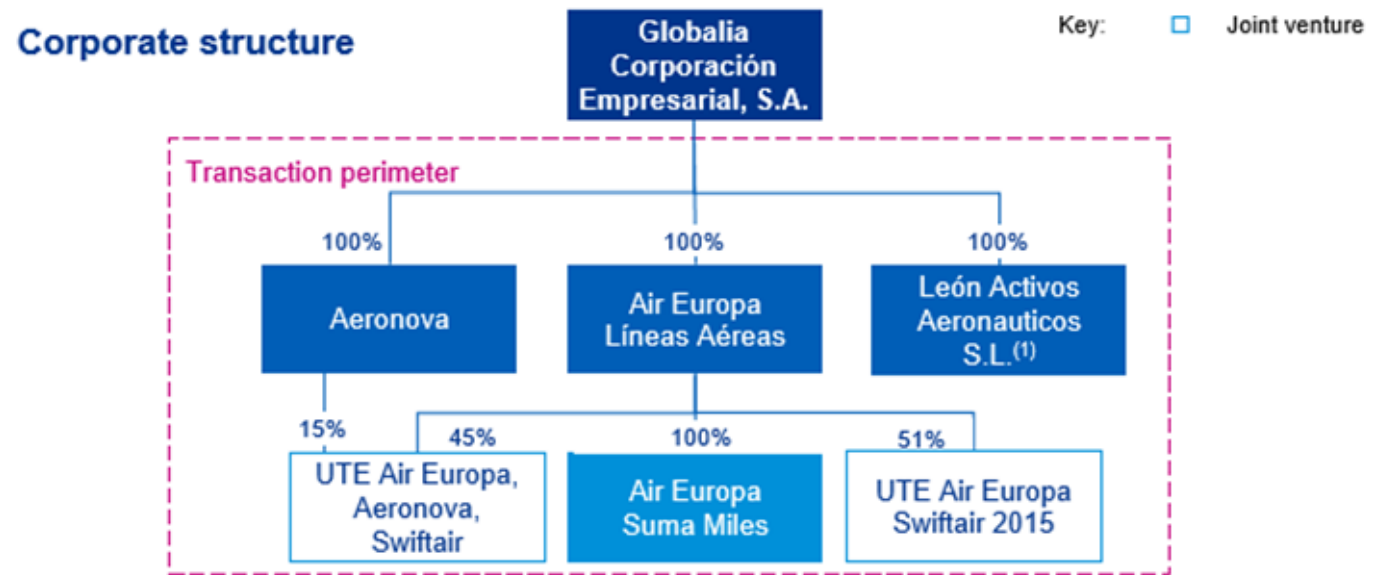 Corporate structure
Globalia
Corporación
Empresarial, S.A.
Key:
Joint venture
Transaction perimeter
100%
100%
100%
Aeronova
Air Europa
Líneas Aéreas
León Activos
Aeronauticos
S.L.(1)
15%
45%
100%
51%
UTE Air Europa,
Aeronova,
Swiftair
Air Europa
Suma Miles
UTE Air Europa
Swiftair 2015